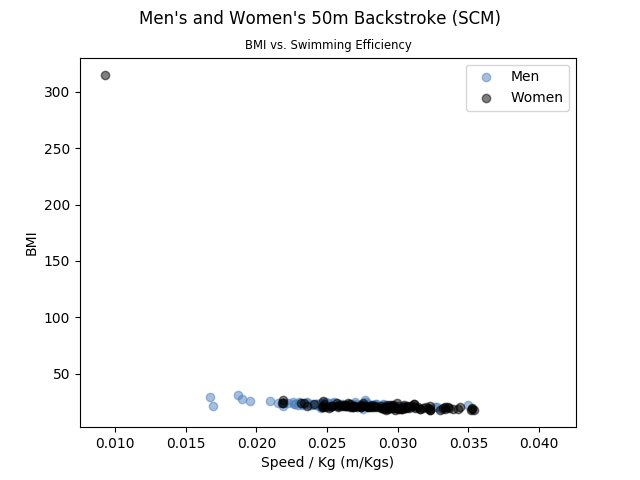 Men's and Women's 50m Backstroke (SCM)
BMI vs. Swimming Efficiency
Men
Women
300
250
200
150
100
50
BMI
0.010 0.015 0.020 0.025 0.030 0.035 0.040
Speed / Kg (m/Kgs)